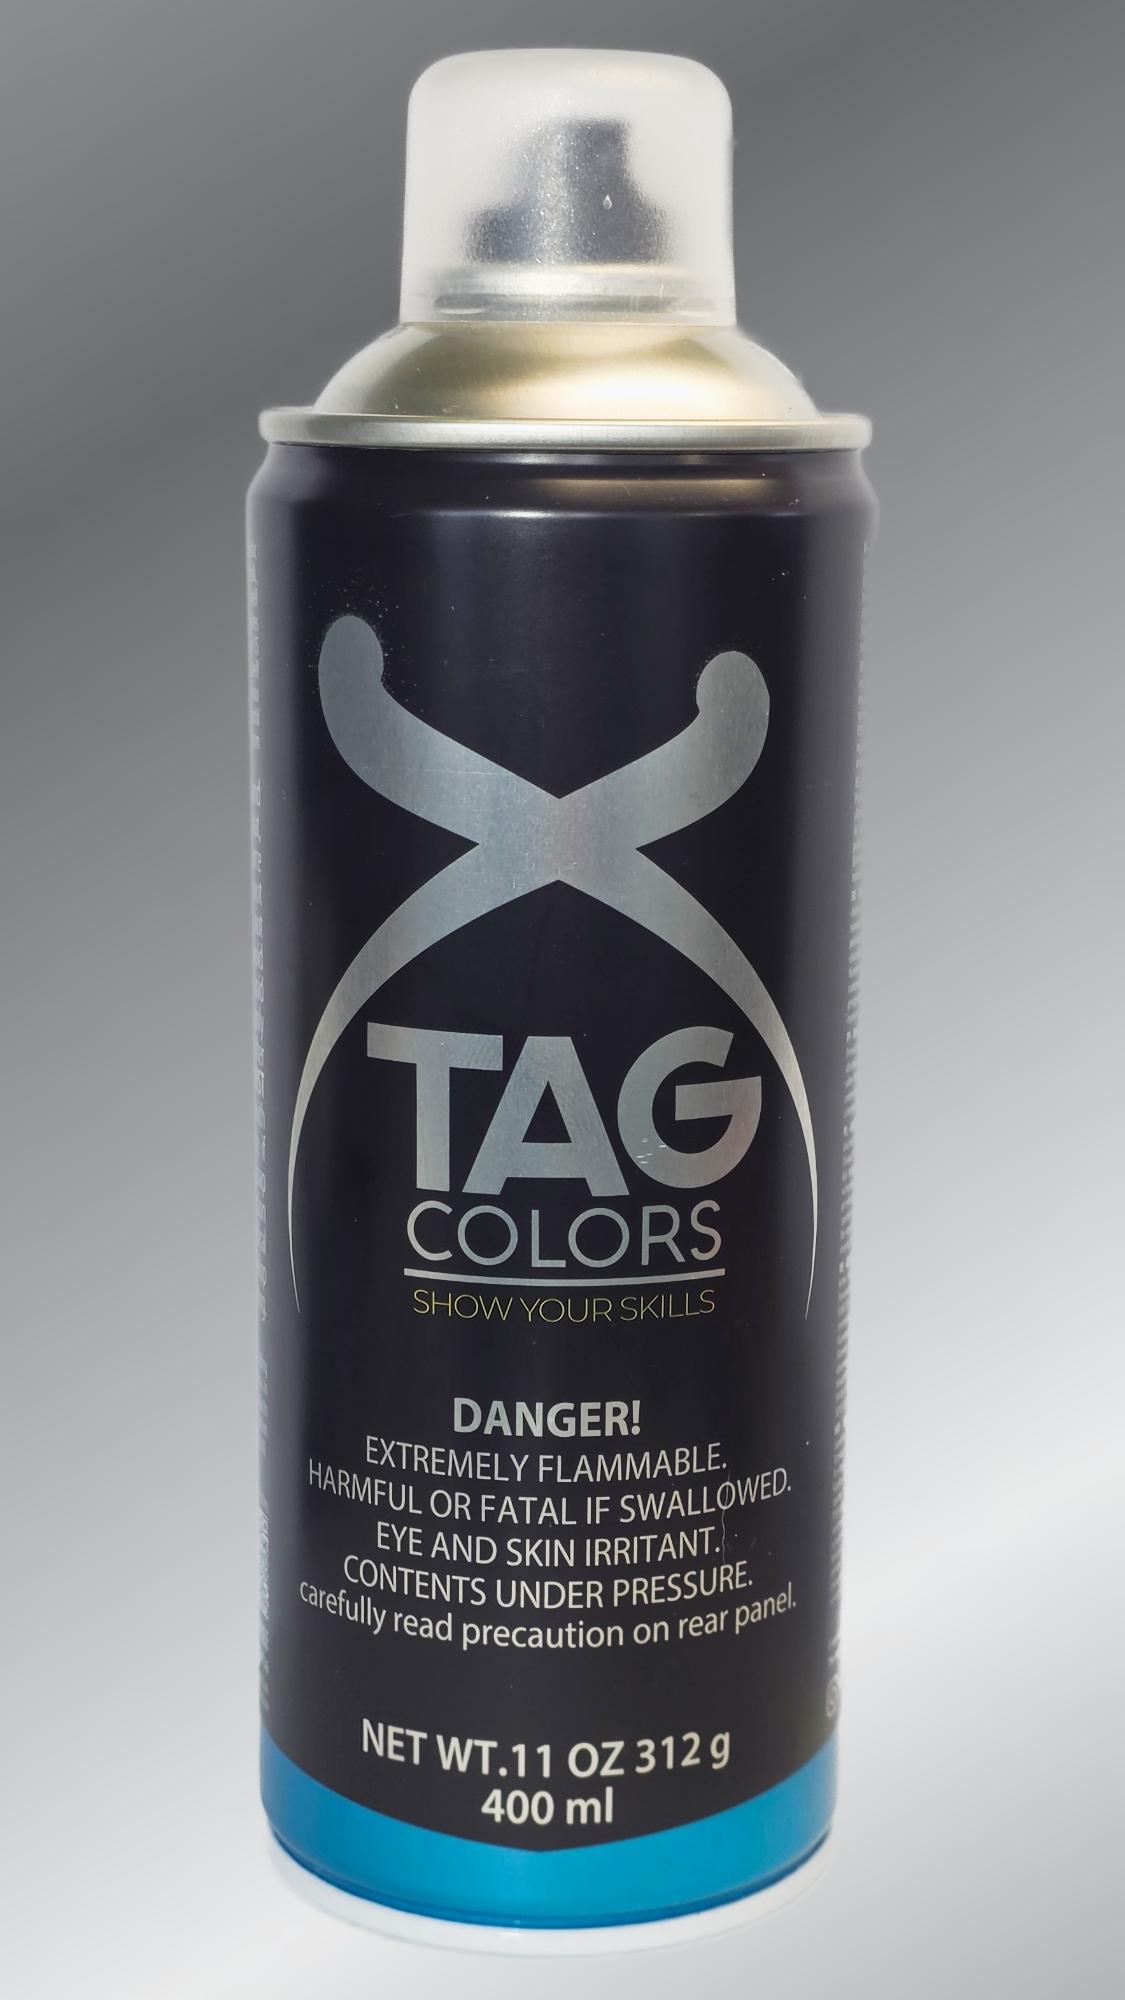 TAG
COLORS
SHOW YOUR SKILLS
DANGER!
EXTREMELY FLAMMABLE.
HARMFUL OR FATAL IF SWALLOWED.
EYE AND SKIN IRRITANT.
CONTENTS UNDER PRESSURE.
carefully read precaution on rear panel.
NET WT.11 OZ 312 g
400 ml